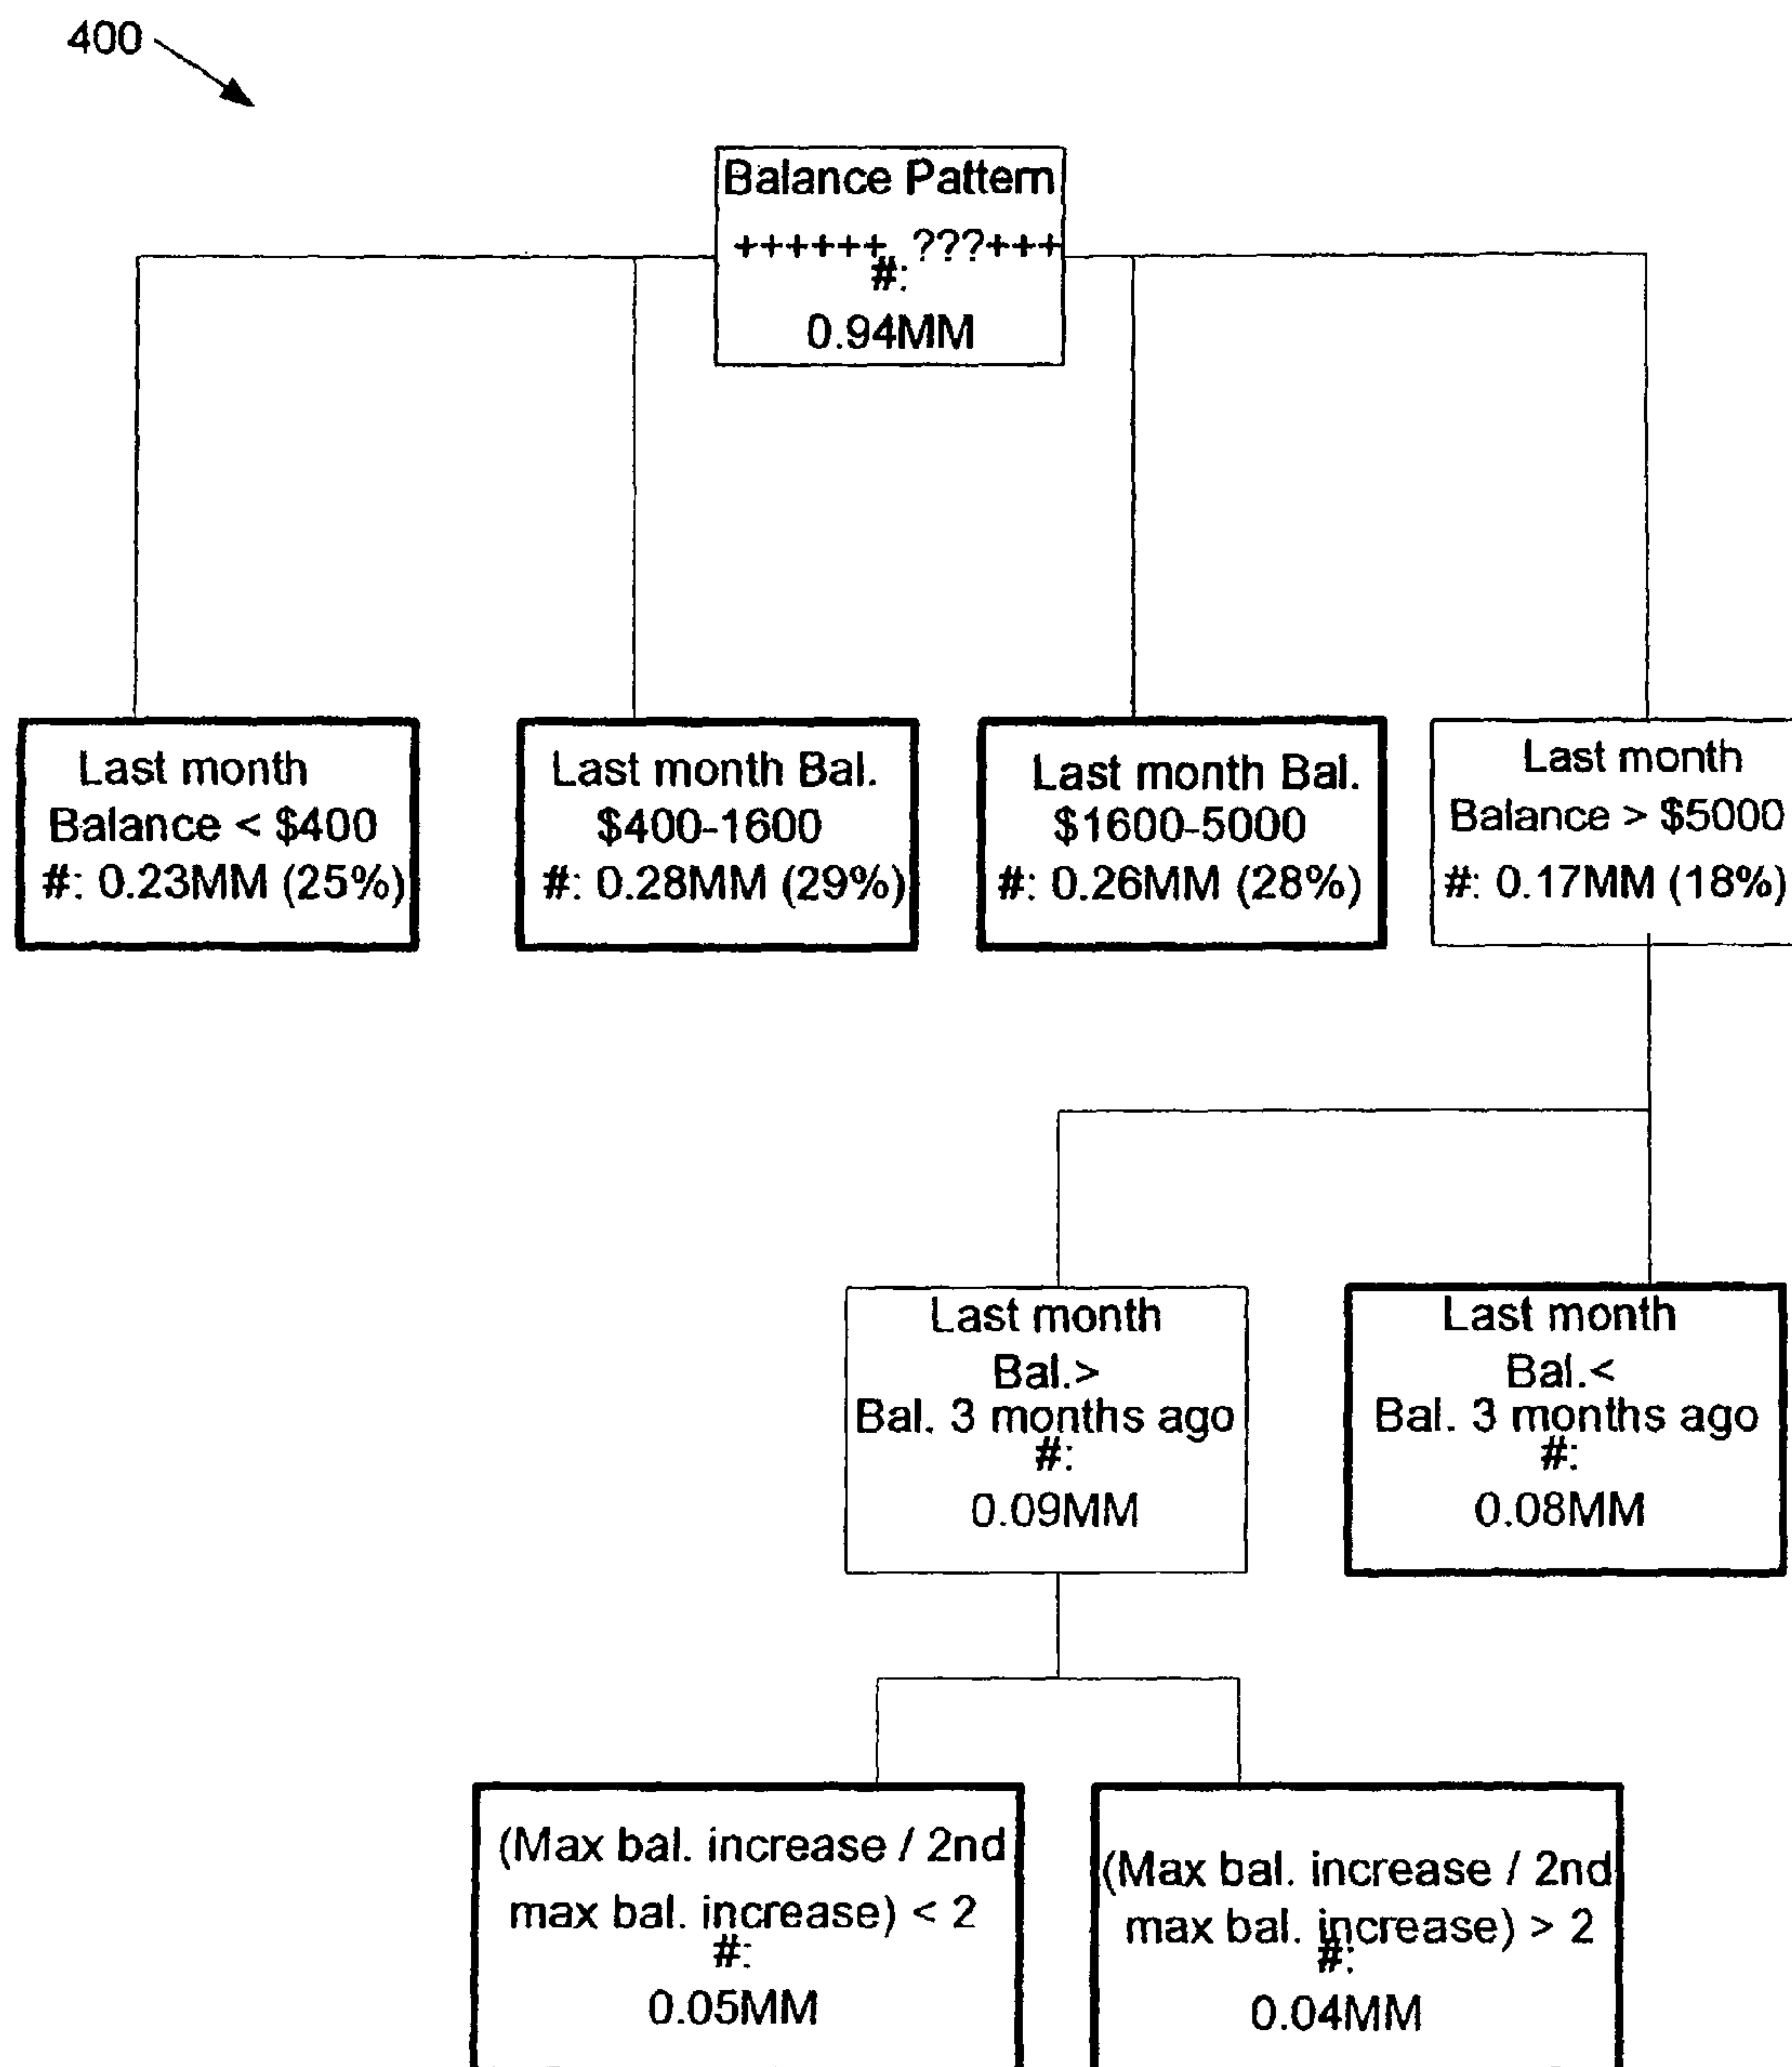 400
Balance Pattern
++++++, ???+++
#:
0.94MM
Last month
Balance < $400
#: 0.23MM (25%)
Last month Bal.
$400-1600
#: 0.28MM (29%)
Last month Bal.
$1600-5000
#: 0.26MM (28%)
Last month
Balance > $5000
#: 0.17MM (18%)
Last month
Bal.>
Bal. 3 months ago
#:
0.09MM
Last month
Bal.<
Bal. 3 months ago
#:
0.08MM
(Max bal. increase / 2nd
max bal. increase) < 2
#:
0.05MM
(Max bal. increase / 2nd
max bal. increase) > 2
#:
0.04MM